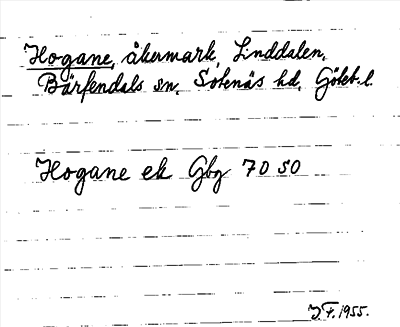 Hogane, åkermark, Linddalen,
Bärfendals sn, Sotenäs hd, Göteb. l.
Hogane ek Gbg 70 50
J.F. 1955.